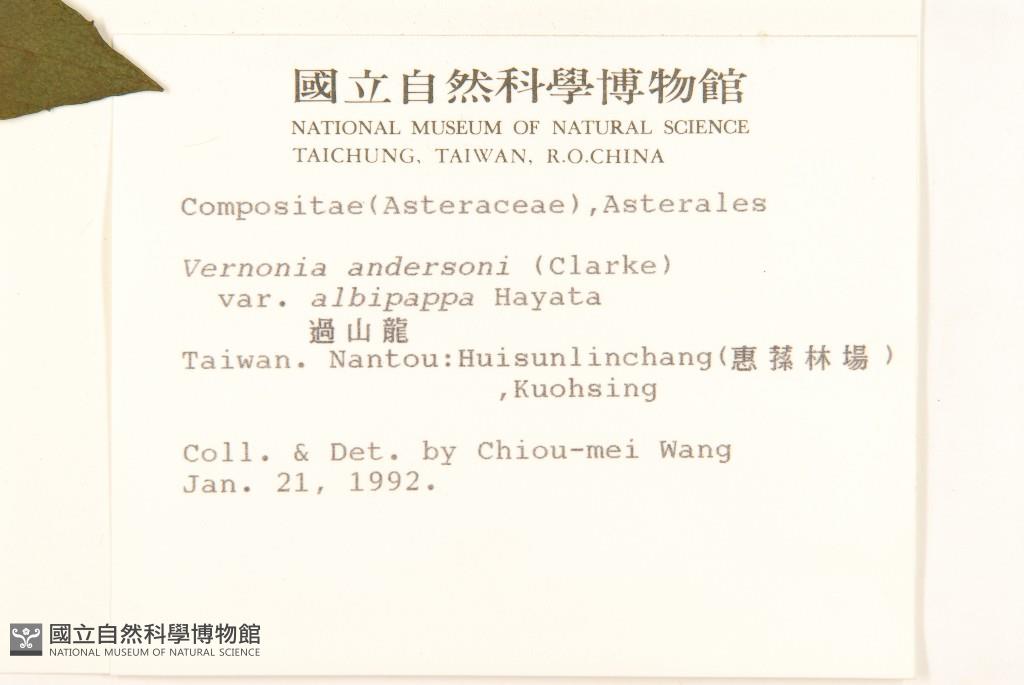 國立自然科學博物館
NATIONAL MUSEUM OF NATURAL SCIENCE
TAICHUNG, TAIWAN, R.O.CHINA
Compositae(Asteraceae),Asterales
Vernonia andersoni (Clarke)
var. albipappa Hayata
過山龍
Taiwan. Nantou:Huisunlinchang(惠蓀林場)
,Kuohsing
Coll. & Det. by Chiou-mei Wang
Jan. 21, 1992.
國立自然科學博物館
NATIONAL MUSEUM OF NATURAL SCIENCE